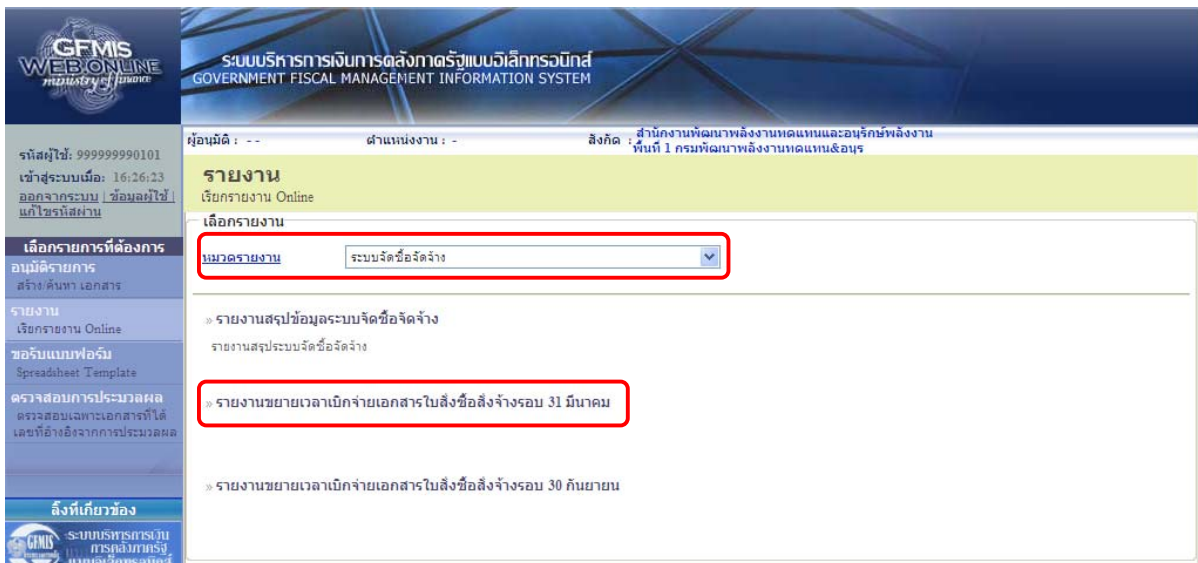 GFMIS
WEB ONLINE
ministry of finance
ระบบบริหารการเงินการคลังภาครัฐแบบอิเล็กทรอนิกส์
GOVERNMENT FISCAL MANAGEMENT INFORMATION SYSTEM
ผู้อนุมัติ : - - ตำแหน่งงาน : - สังกัด : สำนักงานพัฒนาพลังงานทดแทนและอนุรักษ์พลังงาน
พื้นที่ 1 กรมพัฒนาพลังงานทดแทน&อนุร
รหัสผู้ใช้: 999999990101
เข้าสู่ระบบเมื่อ: 16:26:23
ออกจากระบบ | ข้อมูลผู้ใช้ |
แก้ไขรหัสผ่าน
เลือกรายการที่ต้องการ
อนุมัติรายการ
สร้าง/ค้นหา เอกสาร
รายงาน
เรียกรายงาน Online
ขอรับแบบฟอร์ม
Spreadsheet Template
ตรวจสอบการประมวลผล
ตรวจสอบเฉพาะเอกสารที่ได้
เลขที่อ้างอิงจากการประมวลผล
ลิ้งที่เกี่ยวข้อง
GFMIS ระบบบริหารการเงิน
การคลังภาครัฐ
แบบอิเล็กทรอนิกส์
รายงาน
เรียกรายงาน Online
เลือกรายงาน
หมวดรายงาน ระบบจัดซื้อจัดจ้าง
» รายงานสรุปข้อมูลระบบจัดซื้อจัดจ้าง
รายงานสรุประบบจัดซื้อจัดจ้าง
» รายงานขยายเวลาเบิกจ่ายเอกสารใบสั่งซื้อสั่งจ้างรอบ 31 มีนาคม
» รายงานขยายเวลาเบิกจ่ายเอกสารใบสั่งซื้อสั่งจ้างรอบ 30 กันยายน